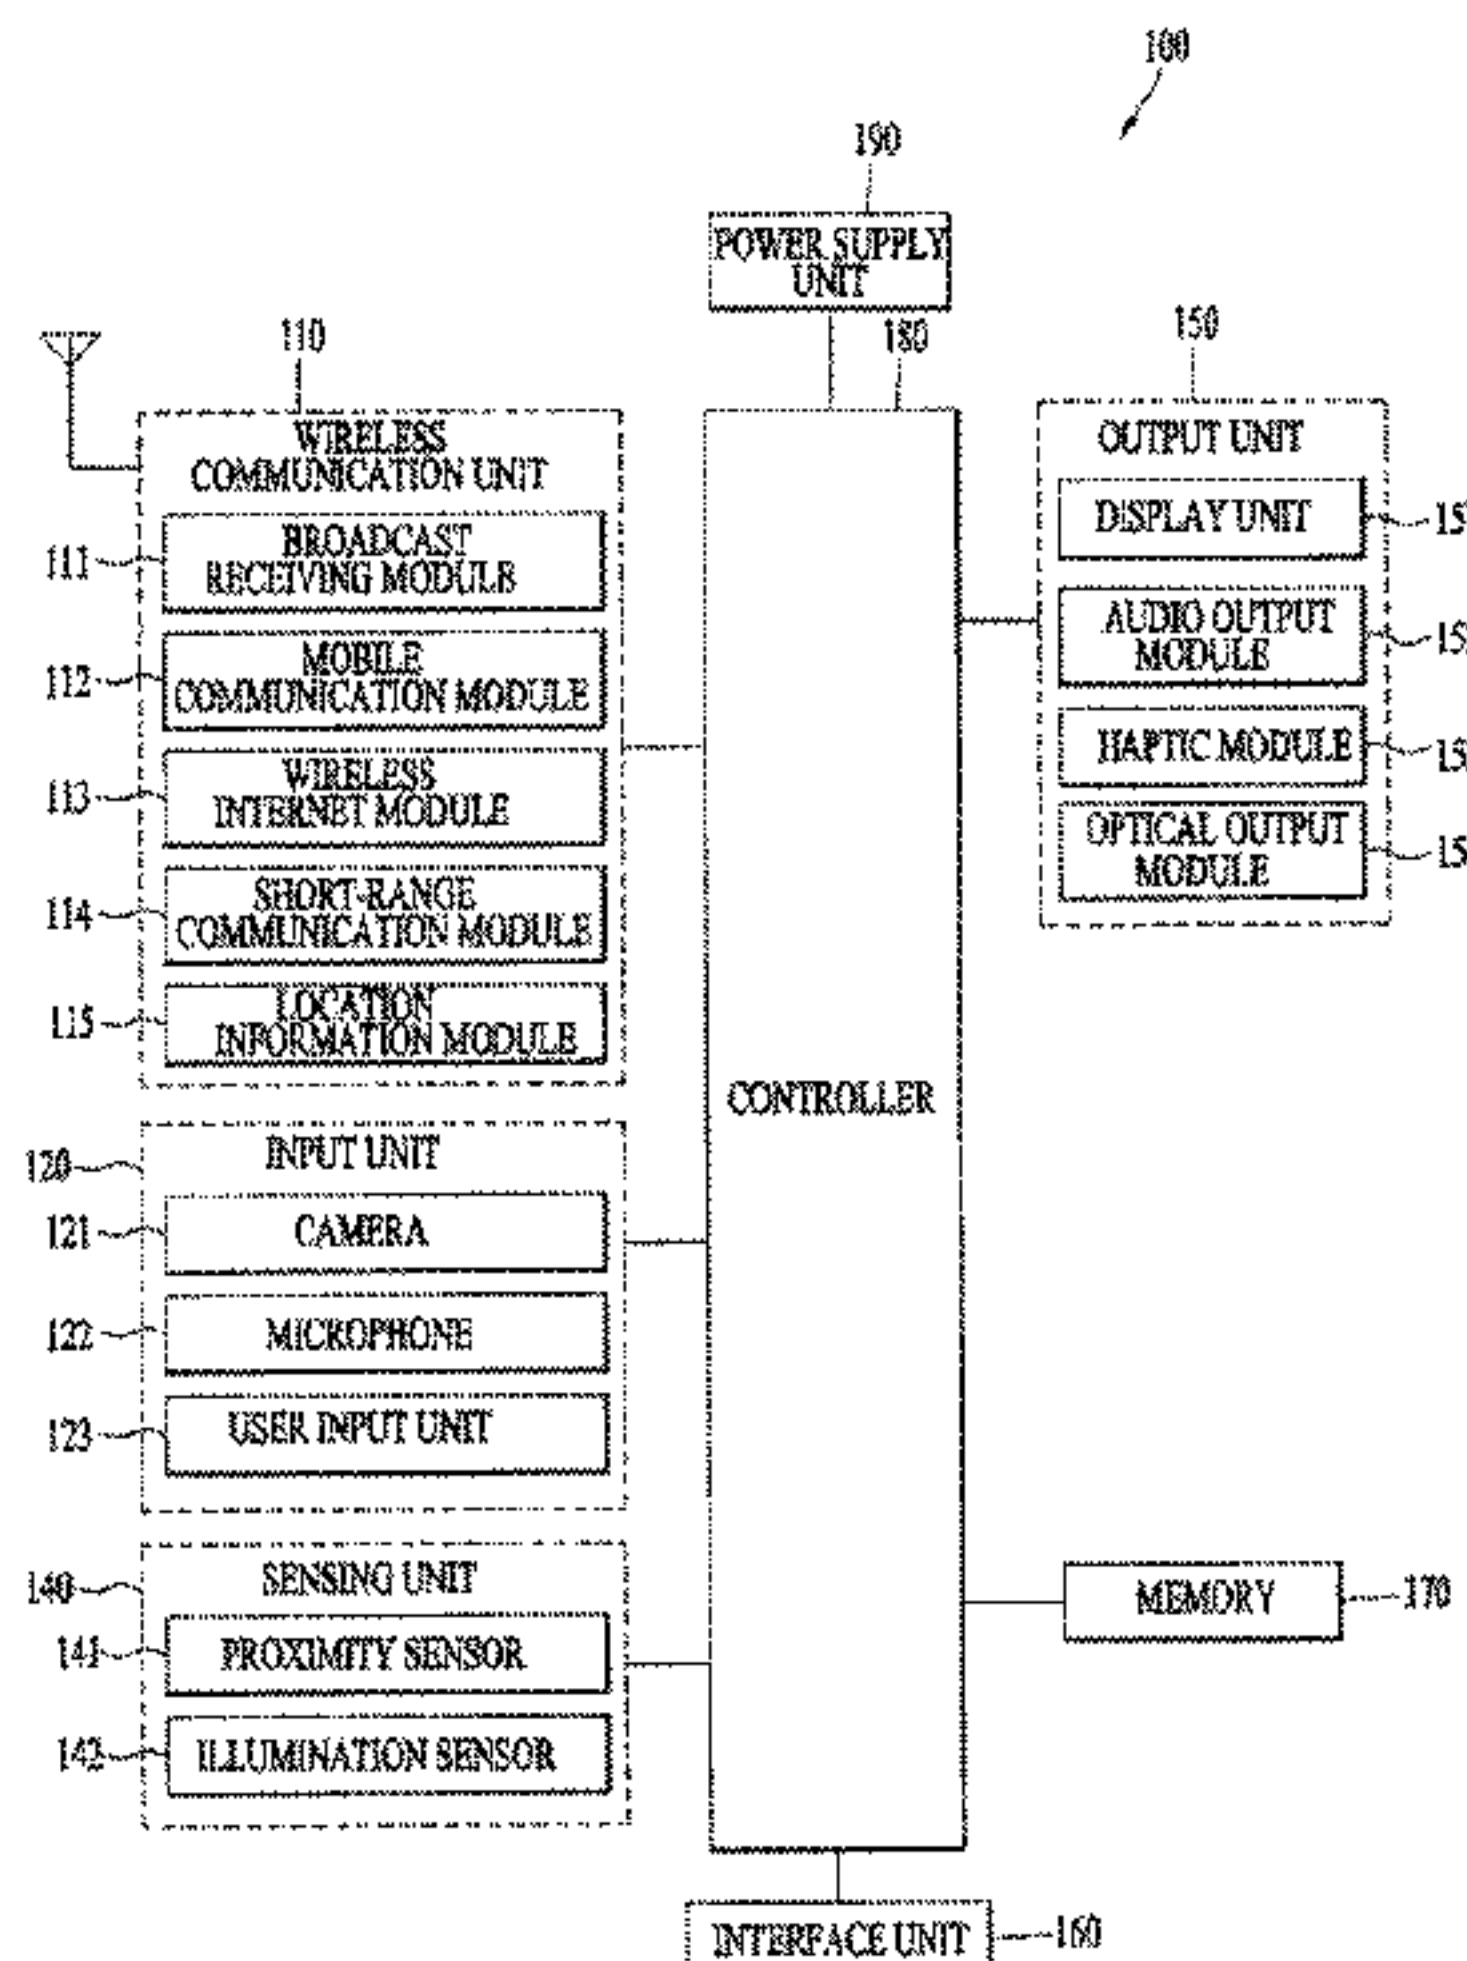 100
190
POWER SUPPLY
UNIT
110
180
150
WIRELESS
COMMUNICATION UNIT
111
BROADCAST
RECEIVING MODULE
112
MOBILE
COMMUNICATION MODULE
113
WIRELESS
INTERNET MODULE
114
SHORT-RANGE
COMMUNICATION MODULE
115
LOCATION
INFORMATION MODULE
120
INPUT UNIT
121
CAMERA
122
MICROPHONE
123
USER INPUT UNIT
140
SENSING UNIT
141
PROXIMITY SENSOR
142
ILLUMINATION SENSOR
CONTROLLER
OUTPUT UNIT
DISPLAY UNIT
AUDIO OUTPUT
MODULE
HAPTIC MODULE
OPTICAL OUTPUT
MODULE
MEMORY
170
INTERFACE UNIT
160